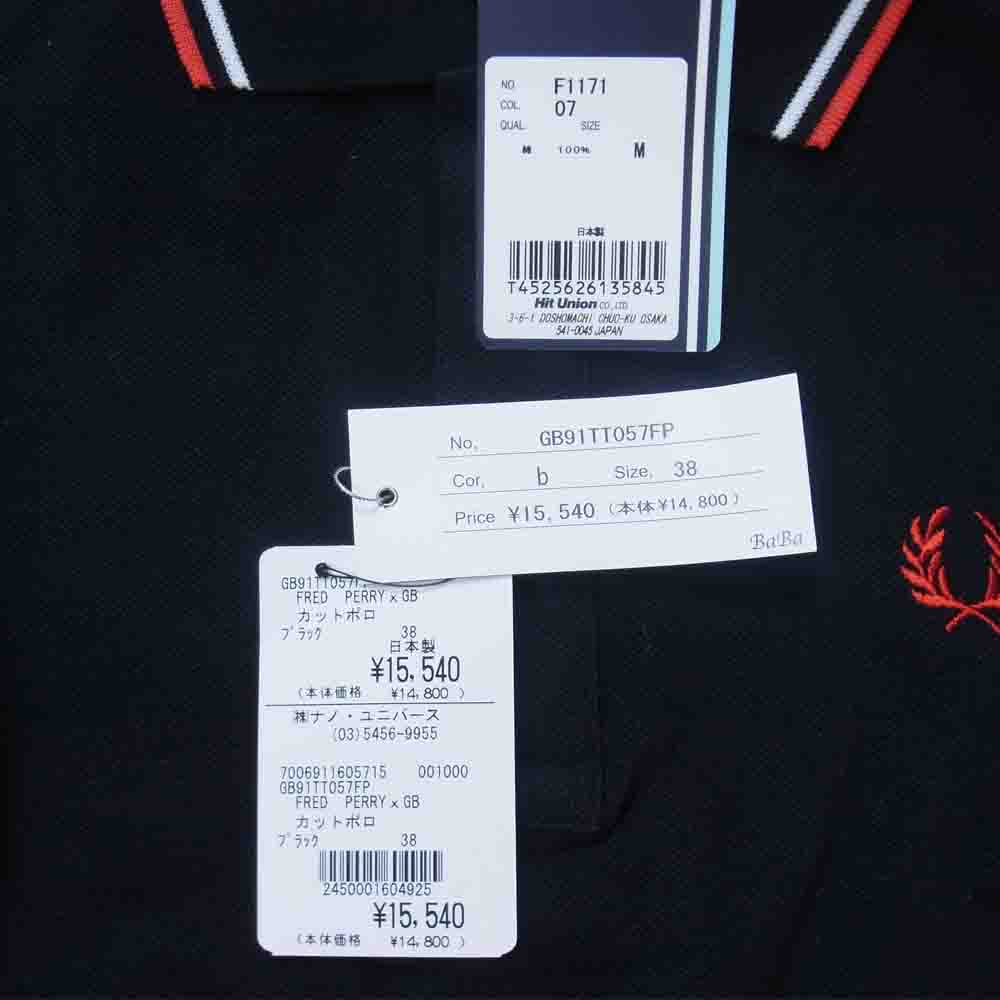 NO. F1171
COL. 07
QUAL. SIZE
M 100% M
日本製
T4525626135845
Hit Union CO.,LTD.
3-6-1 DOSHOMACHI CHUO-KU OSAKA
541-0045 JAPAN
No, GB91TT057FP
Cor, b Size, 38
Price ¥15,540 (本体¥14,800)
BaBa
GB91TT057F
FRED PERRY x GB
カットポロ
ブラック 38
日本製
¥15,540
(本体価格 ¥14,800)
㈱ナノ・ユニバース
(03)5456-9955
7006911605715 001000
GB91TT057FP
FRED PERRY x GB
カットポロ
ブラック 38
2450001604925
¥15,540
(本体価格 ¥14,800)